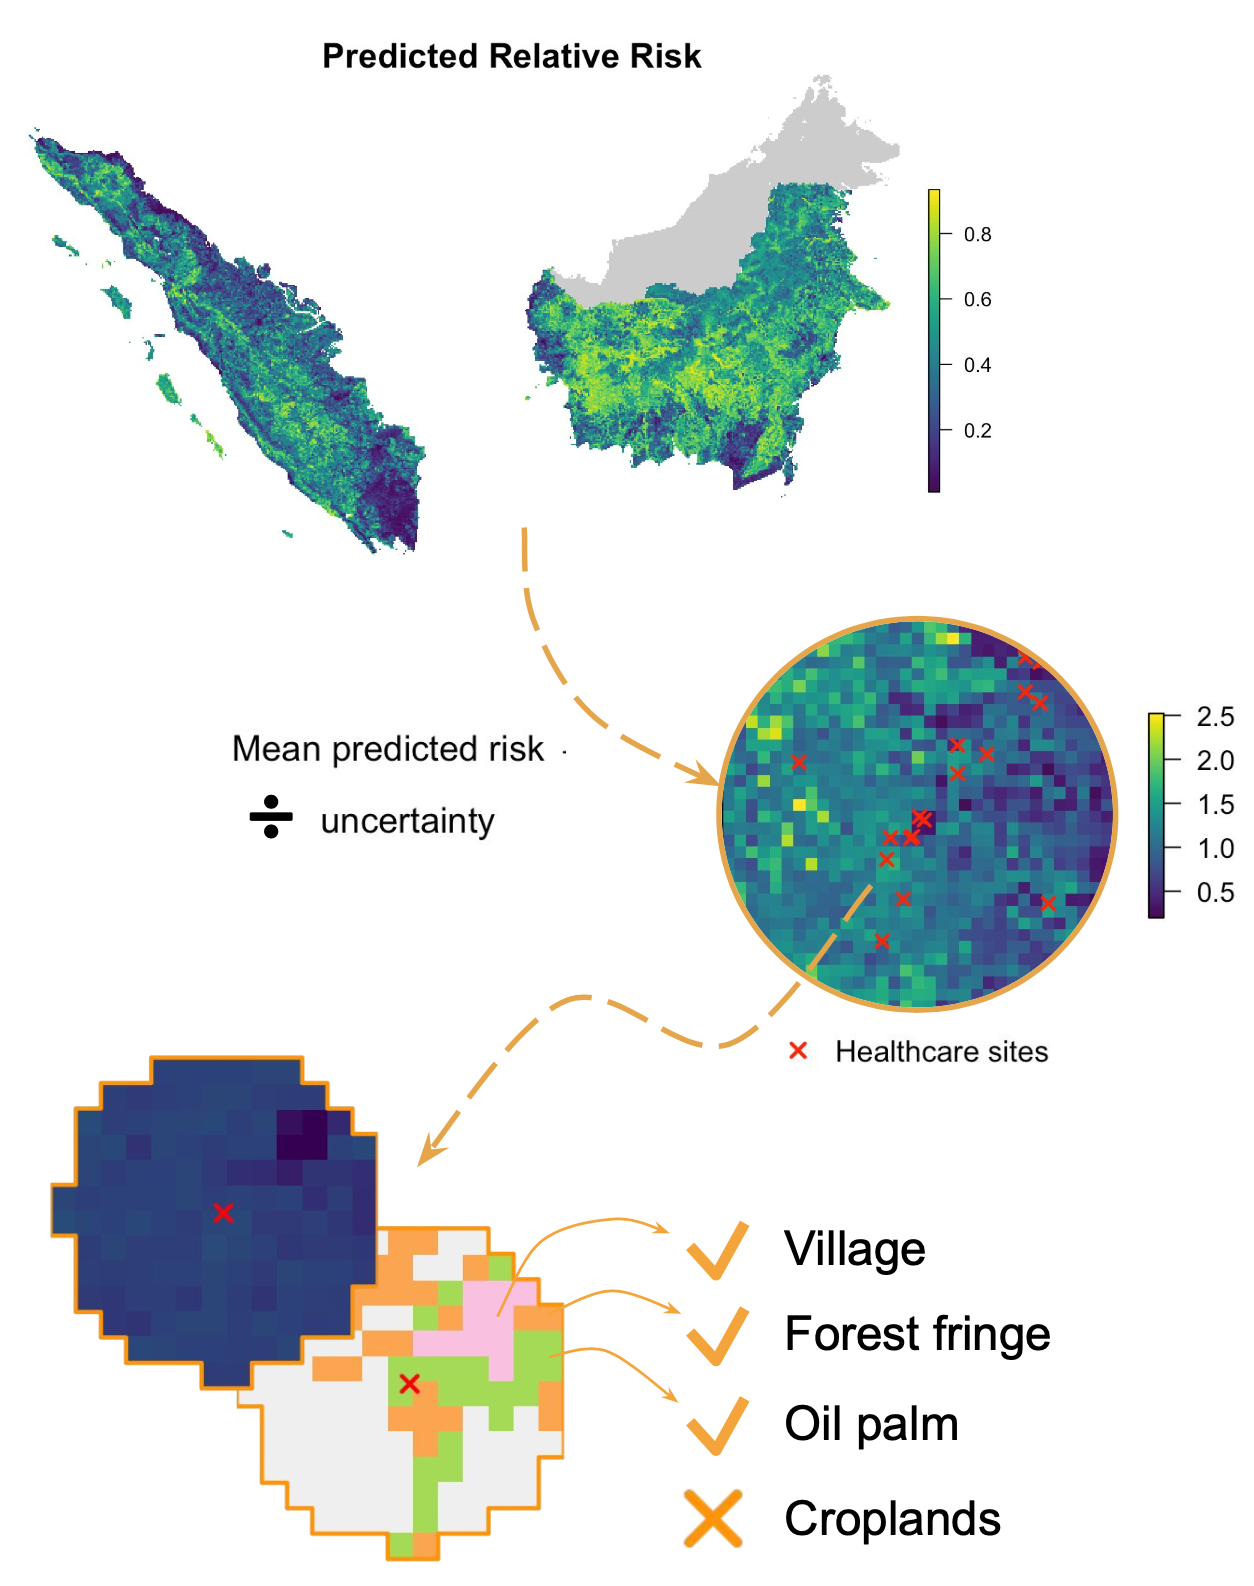 Predicted Relative Risk
0.8
0.6
0.4
0.2
Mean predicted risk
÷ uncertainty
2.5
2.0
1.5
1.0
0.5
Healthcare sites
Village
Forest fringe
Oil palm
Croplands